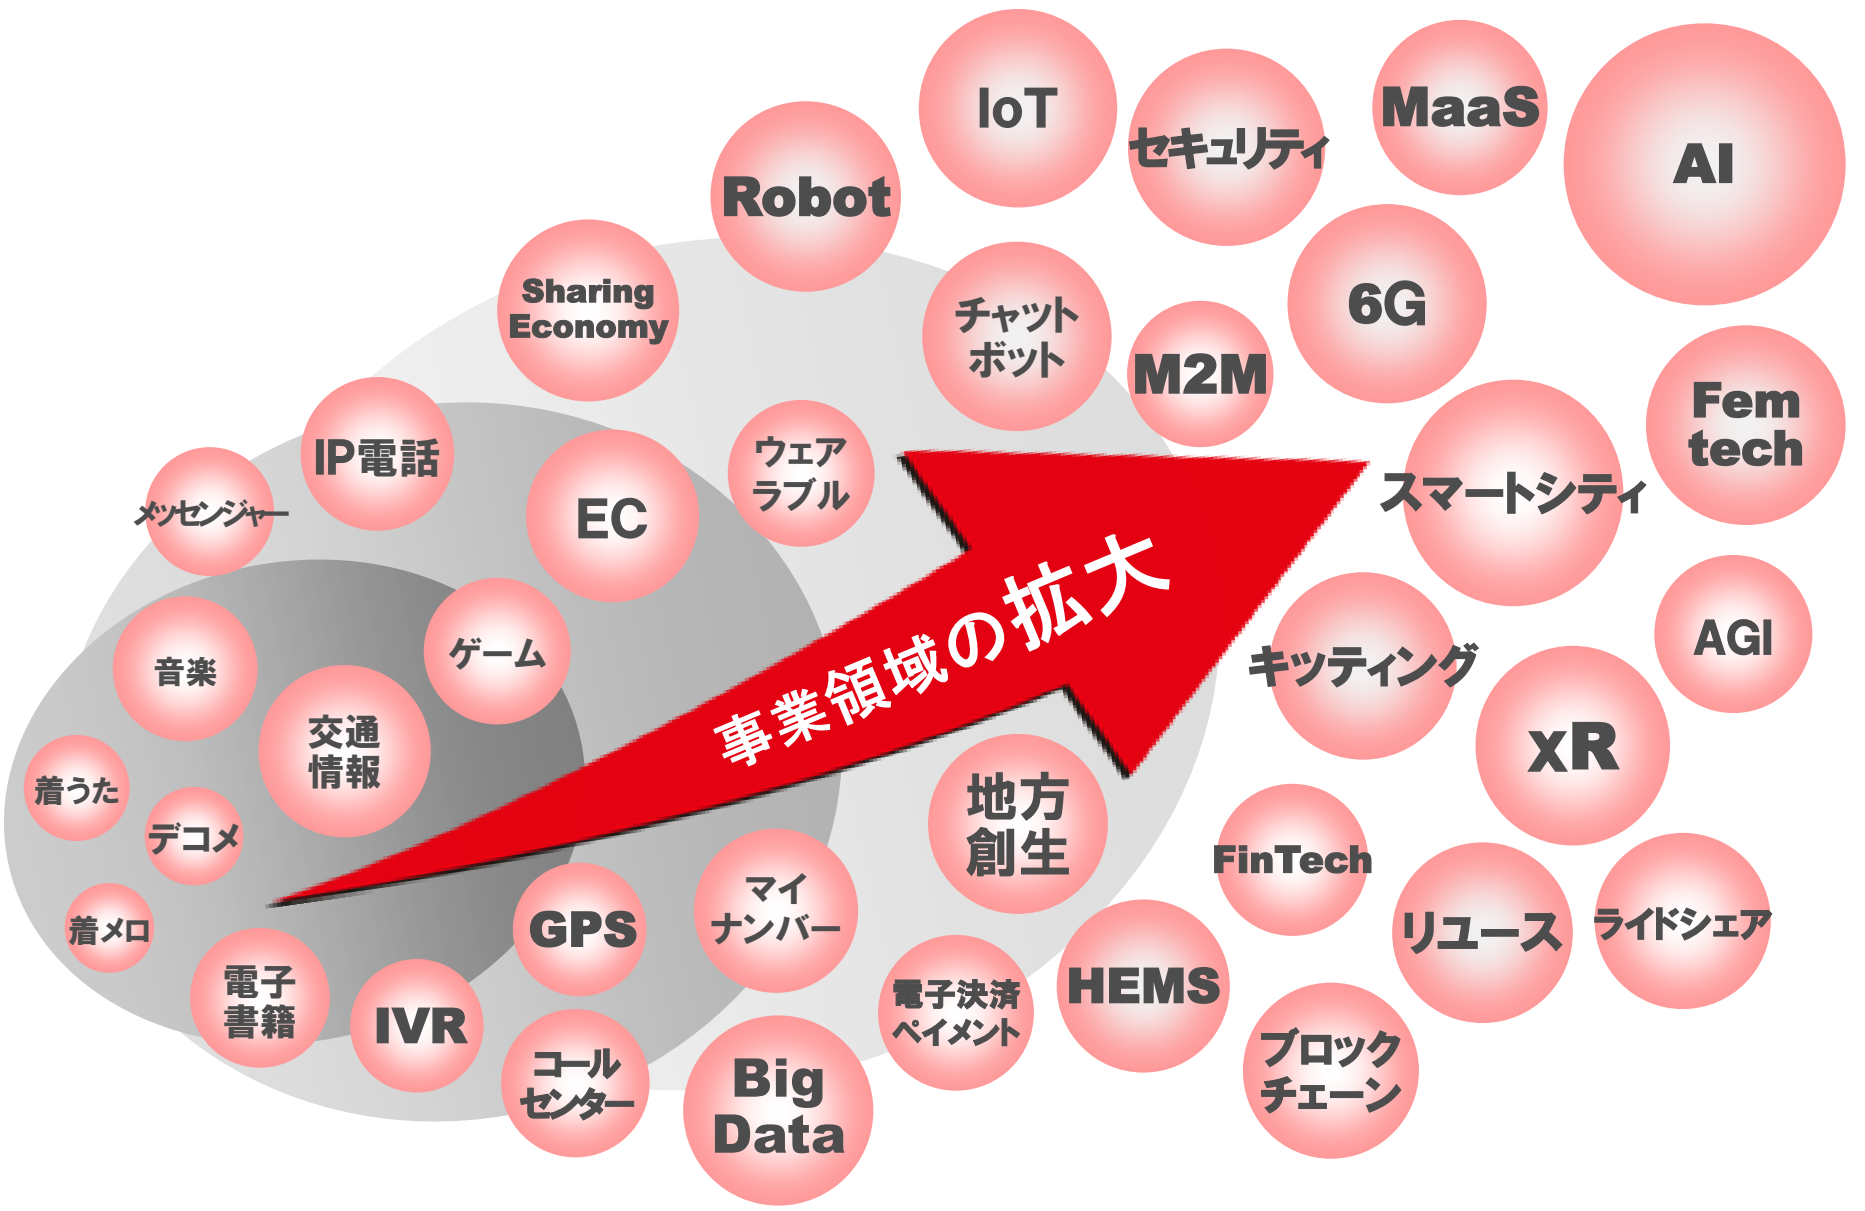 IoT
セキュリティ
MaaS
AI
Robot
Sharing
Economy
チャット
ボット
M2M
6G
Fem
tech
IP電話
メッセンジャー
EC
ウェア
ラブル
スマートシティ
事業領域の拡大
音楽
ゲーム
交通
情報
キッティング
AGI
xR
着うた
デコメ
着メロ
地方
創生
FinTech
GPS
マイ
ナンバー
リユース
ライドシェア
電子
書籍
IVR
コール
センター
Big
Data
電子決済
ペイメント
HEMS
ブロック
チェーン